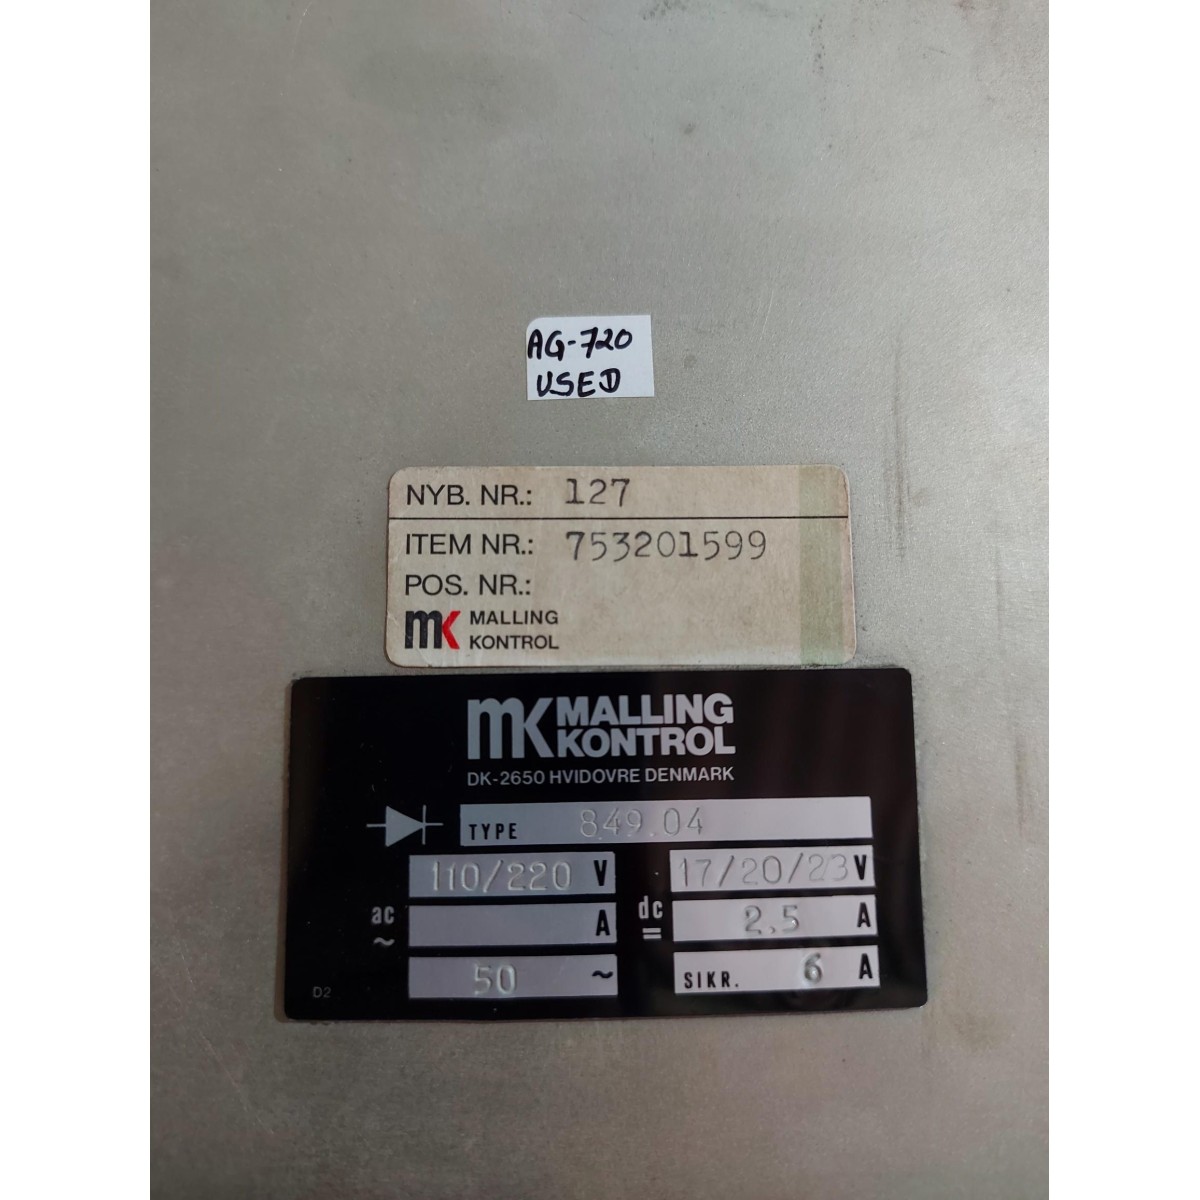 AG-720
USED
NYB. NR.: 127
ITEM NR.: 753201599
POS. NR.:
mk MALLING
KONTROL
mk MALLING
KONTROL
DK-2650 HVIDOVRE DENMARK
TYPE 849.04
110/220 V 17/20/23V
ac ~ A dc = 2.5 A
50 ~ SIKR. 6 A
D2